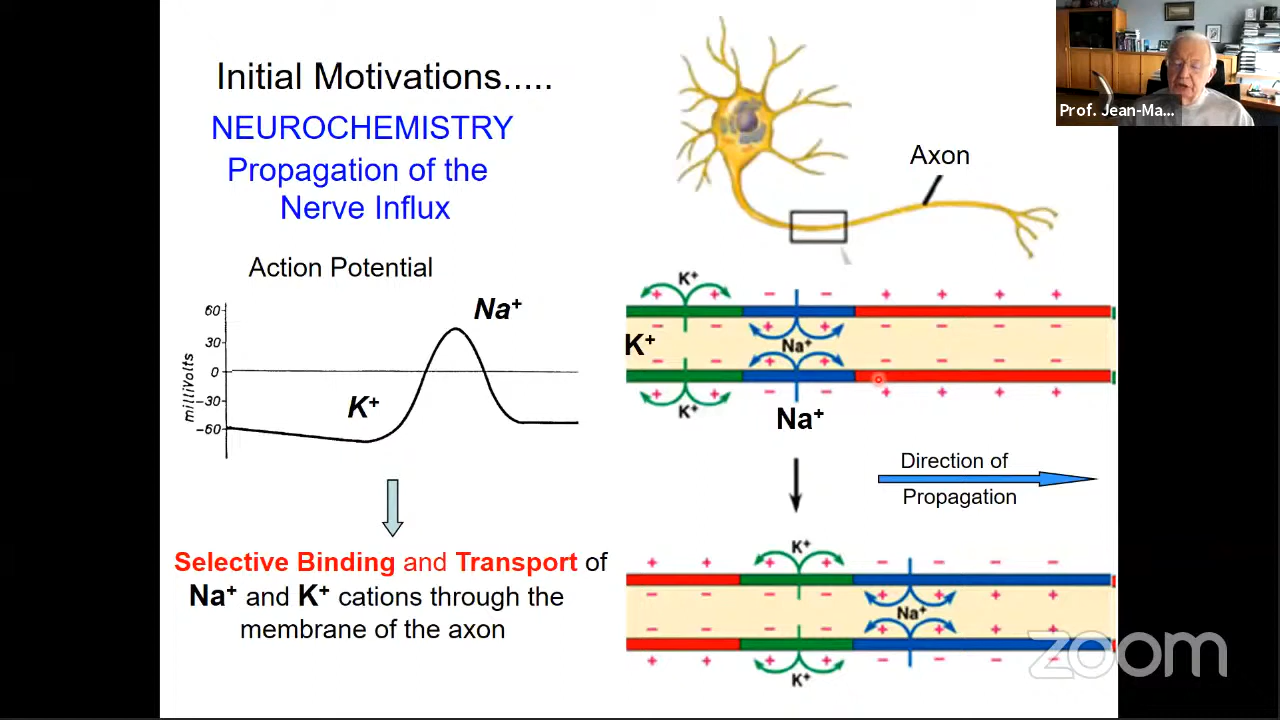 Initial Motivations.....
NEUROCHEMISTRY
Propagation of the
Nerve Influx
Action Potential
Na⁺
60
30
0
-30
-60
milliVolts
K⁺
Selective Binding and Transport of
Na⁺ and K⁺ cations through the
membrane of the axon
Prof. Jean-Ma...
Axon
K⁺
+ + − − + + + +
− − + + − − − −
K⁺
Na⁺
− − + + − − − −
+ + − − + + + +
K⁺
Na⁺
Direction of
Propagation
K⁺
+ + + + − − − −
− − − − + + + +
Na⁺
− − − − + + + +
+ + + + − − − −
K⁺
zoom